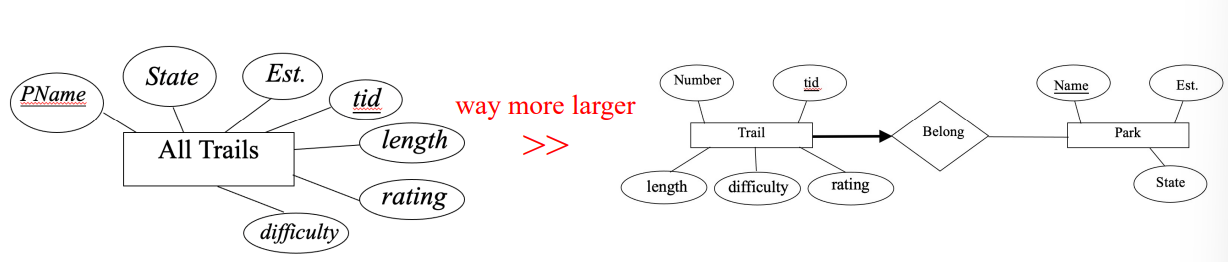 PName
State
Est.
tid
All Trails
length
rating
difficulty
way more larger
>>
Number
tid
Trail
length
difficulty
rating
Belong
Name
Est.
Park
State